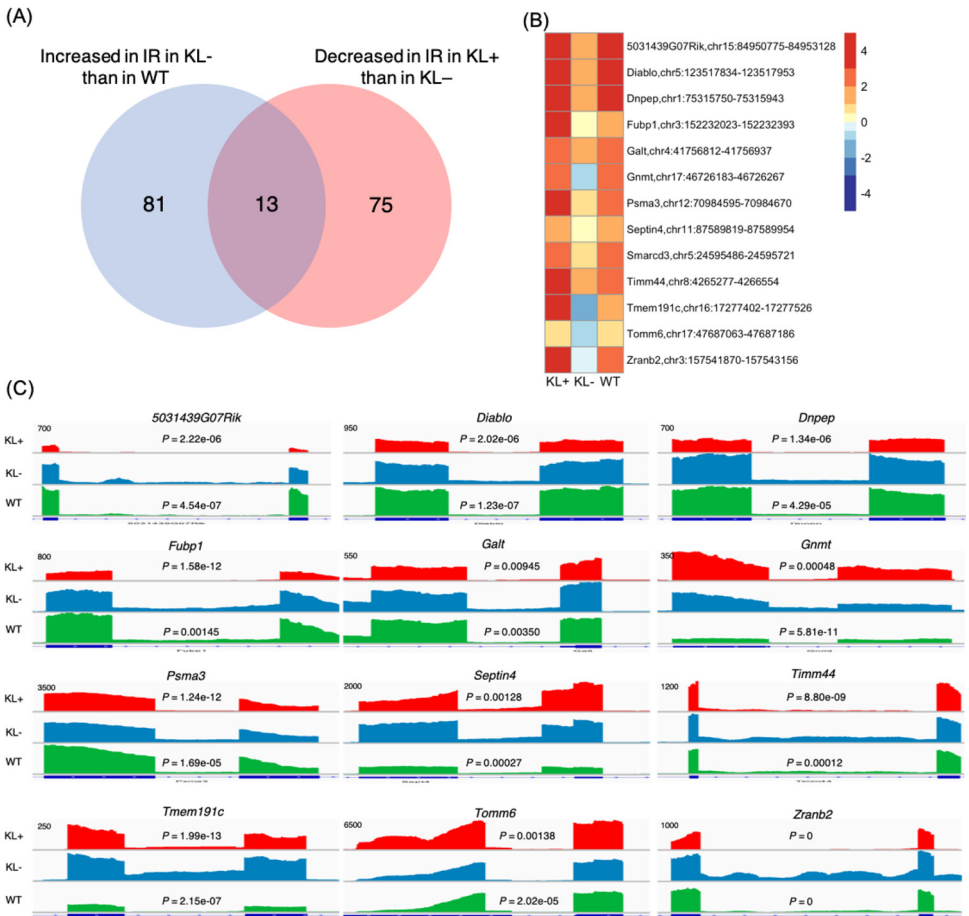 (A)
Increased in IR in KL-
than in WT
Decreased in IR in KL+
than in KL–
81
13
75
(B)
5031439G07Rik,chr15:84950775-84953128
Diablo,chr5:123517834-123517953
Dnpep,chr1:75315750-75315943
Fubp1,chr3:152232023-152232393
Galt,chr4:41756812-41756937
Gnmt,chr17:46726183-46726267
Psma3,chr12:70984595-70984670
Septin4,chr11:87589819-87589954
Smarcd3,chr5:24595486-24595721
Timm44,chr8:4265277-4266554
Tmem191c,chr16:17277402-17277526
Tomm6,chr17:47687063-47687186
Zranb2,chr3:157541870-157543156
KL+ KL- WT
4
2
0
-2
-4
(C)
5031439G07Rik Diablo Dnpep
700 950 700
KL+ P = 2.22e-06 P = 2.02e-06 P = 1.34e-06
KL-
WT P = 4.54e-07 P = 1.23e-07 P = 4.29e-05
5031439G07Rik
Fubp1 Galt Gnmt
800 550 350
KL+ P = 1.58e-12 P = 0.00945 P = 0.00048
KL-
WT P = 0.00145 P = 0.00350 P = 5.81e-11
Fubp1
Psma3 Septin4 Timm44
3500 2000 1200
KL+ P = 1.24e-12 P = 0.00128 P = 8.80e-09
KL-
WT P = 1.69e-05 P = 0.00027 P = 0.00012
Tmem191c Tomm6 Zranb2
250 6500 1000
KL+ P = 1.99e-13 P = 0.00138 P = 0
KL-
WT P = 2.15e-07 P = 2.02e-05 P = 0